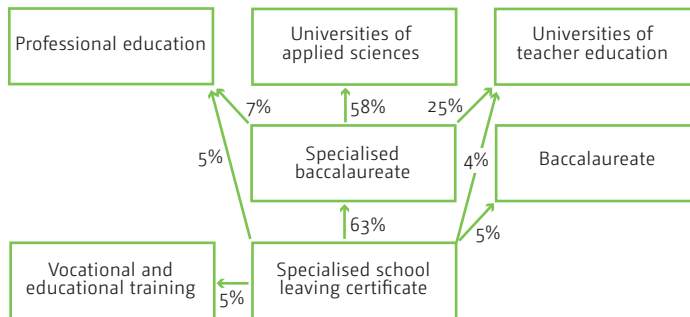 Professional education
Universities of
applied sciences
Universities of
teacher education
7%
58%
25%
5%
Specialised
baccalaureate
4%
Baccalaureate
63%
5%
Vocational and
educational training
5%
Specialised school
leaving certificate